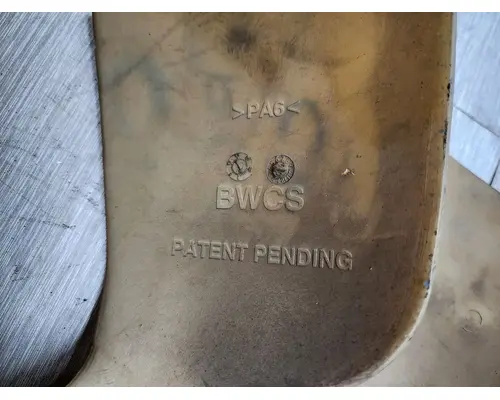 >PA6<
BWCS
PATENT PENDING